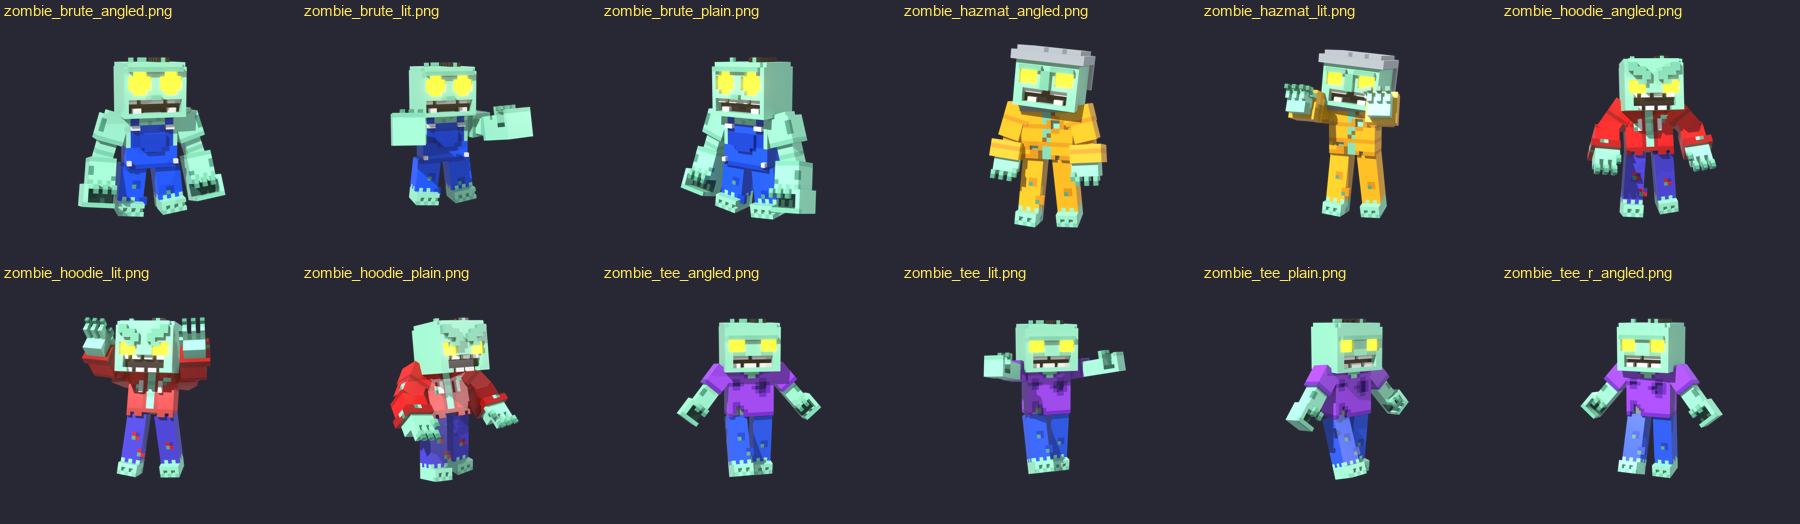 zombie_brute_angled.png
zombie_brute_lit.png
zombie_brute_plain.png
zombie_hazmat_angled.png
zombie_hazmat_lit.png
zombie_hoodie_angled.png
zombie_hoodie_lit.png
zombie_hoodie_plain.png
zombie_tee_angled.png
zombie_tee_lit.png
zombie_tee_plain.png
zombie_tee_r_angled.png